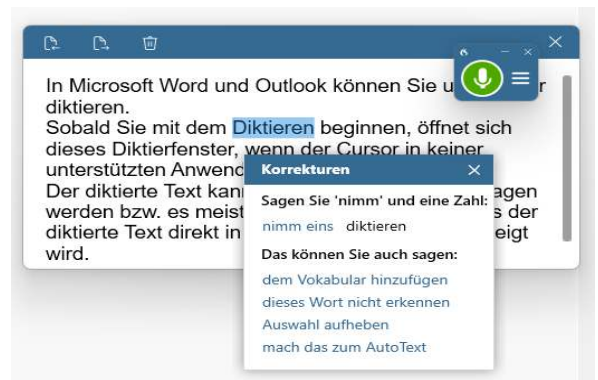 In Microsoft Word und Outlook können Sie u
diktieren.
Sobald Sie mit dem Diktieren beginnen, öffnet sich
dieses Diktierfenster, wenn der Cursor in keiner
unterstützten Anwend
Der diktierte Text kan agen
werden bzw. es meist s der
diktierte Text direkt in eigt
wird.
Korrekturen
Sagen Sie 'nimm' und eine Zahl:
nimm eins diktieren
Das können Sie auch sagen:
dem Vokabular hinzufügen
dieses Wort nicht erkennen
Auswahl aufheben
mach das zum AutoText